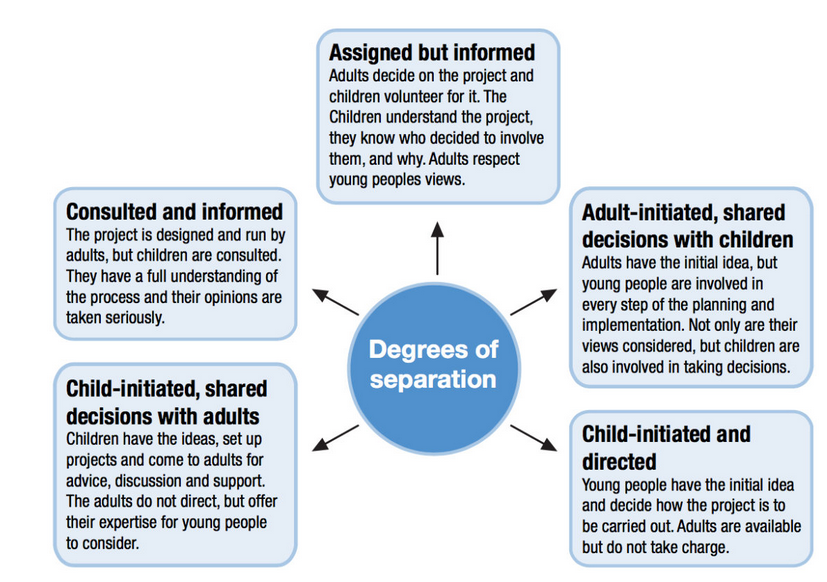 Assigned but informed
Adults decide on the project and
children volunteer for it. The
Children understand the project,
they know who decided to involve
them, and why. Adults respect
young peoples views.
Consulted and informed
The project is designed and run by
adults, but children are consulted.
They have a full understanding of
the process and their opinions are
taken seriously.
Adult-initiated, shared
decisions with children
Adults have the initial idea, but
young people are involved in
every step of the planning and
implementation. Not only are their
views considered, but children are
also involved in taking decisions.
Degrees of
separation
Child-initiated, shared
decisions with adults
Children have the ideas, set up
projects and come to adults for
advice, discussion and support.
The adults do not direct, but offer
their expertise for young people
to consider.
Child-initiated and
directed
Young people have the initial idea
and decide how the project is to
be carried out. Adults are available
but do not take charge.